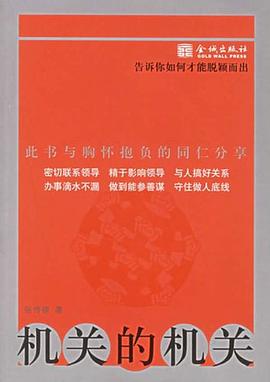 金城出版社
GOLD WALL PRESS
告诉你如何才能脱颖而出
此书与胸怀抱负的同仁分享
密切联系领导 精于影响领导 与人搞好关系
办事滴水不漏 做到能参善谋 守住做人底线
著
机关的机关